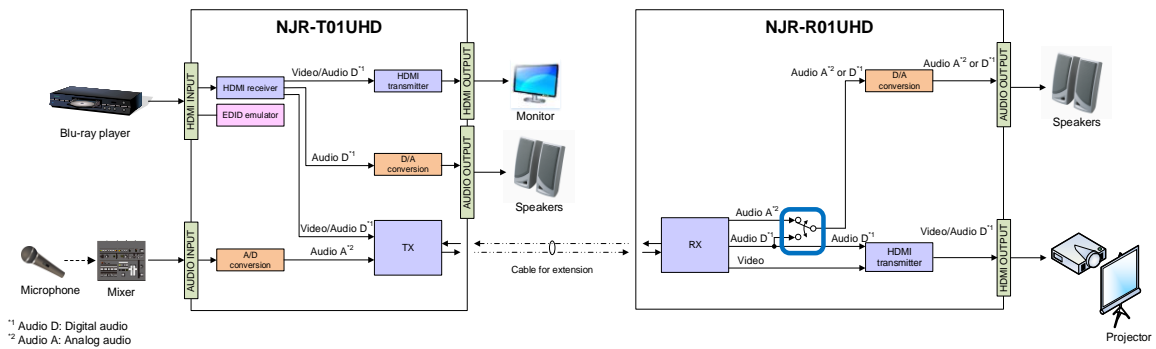 NJR-T01UHD
HDMI INPUT
HDMI receiver
EDID emulator
Video/Audio D*1
HDMI
transmitter
HDMI OUTPUT
Monitor
Blu-ray player
Audio D*1
D/A
conversion
AUDIO OUTPUT
Speakers
Video/Audio D*1
TX
AUDIO INPUT
A/D
conversion
Audio A*2
Microphone
Mixer
Cable for extension
NJR-R01UHD
Audio A*2 or D*1
D/A
conversion
Audio A*2 or D*1
AUDIO OUTPUT
Speakers
RX
Audio A*2
Audio D*1
Video
Audio D*1
HDMI
transmitter
Video/Audio D*1
HDMI OUTPUT
Projector
*1 Audio D: Digital audio
*2 Audio A: Analog audio